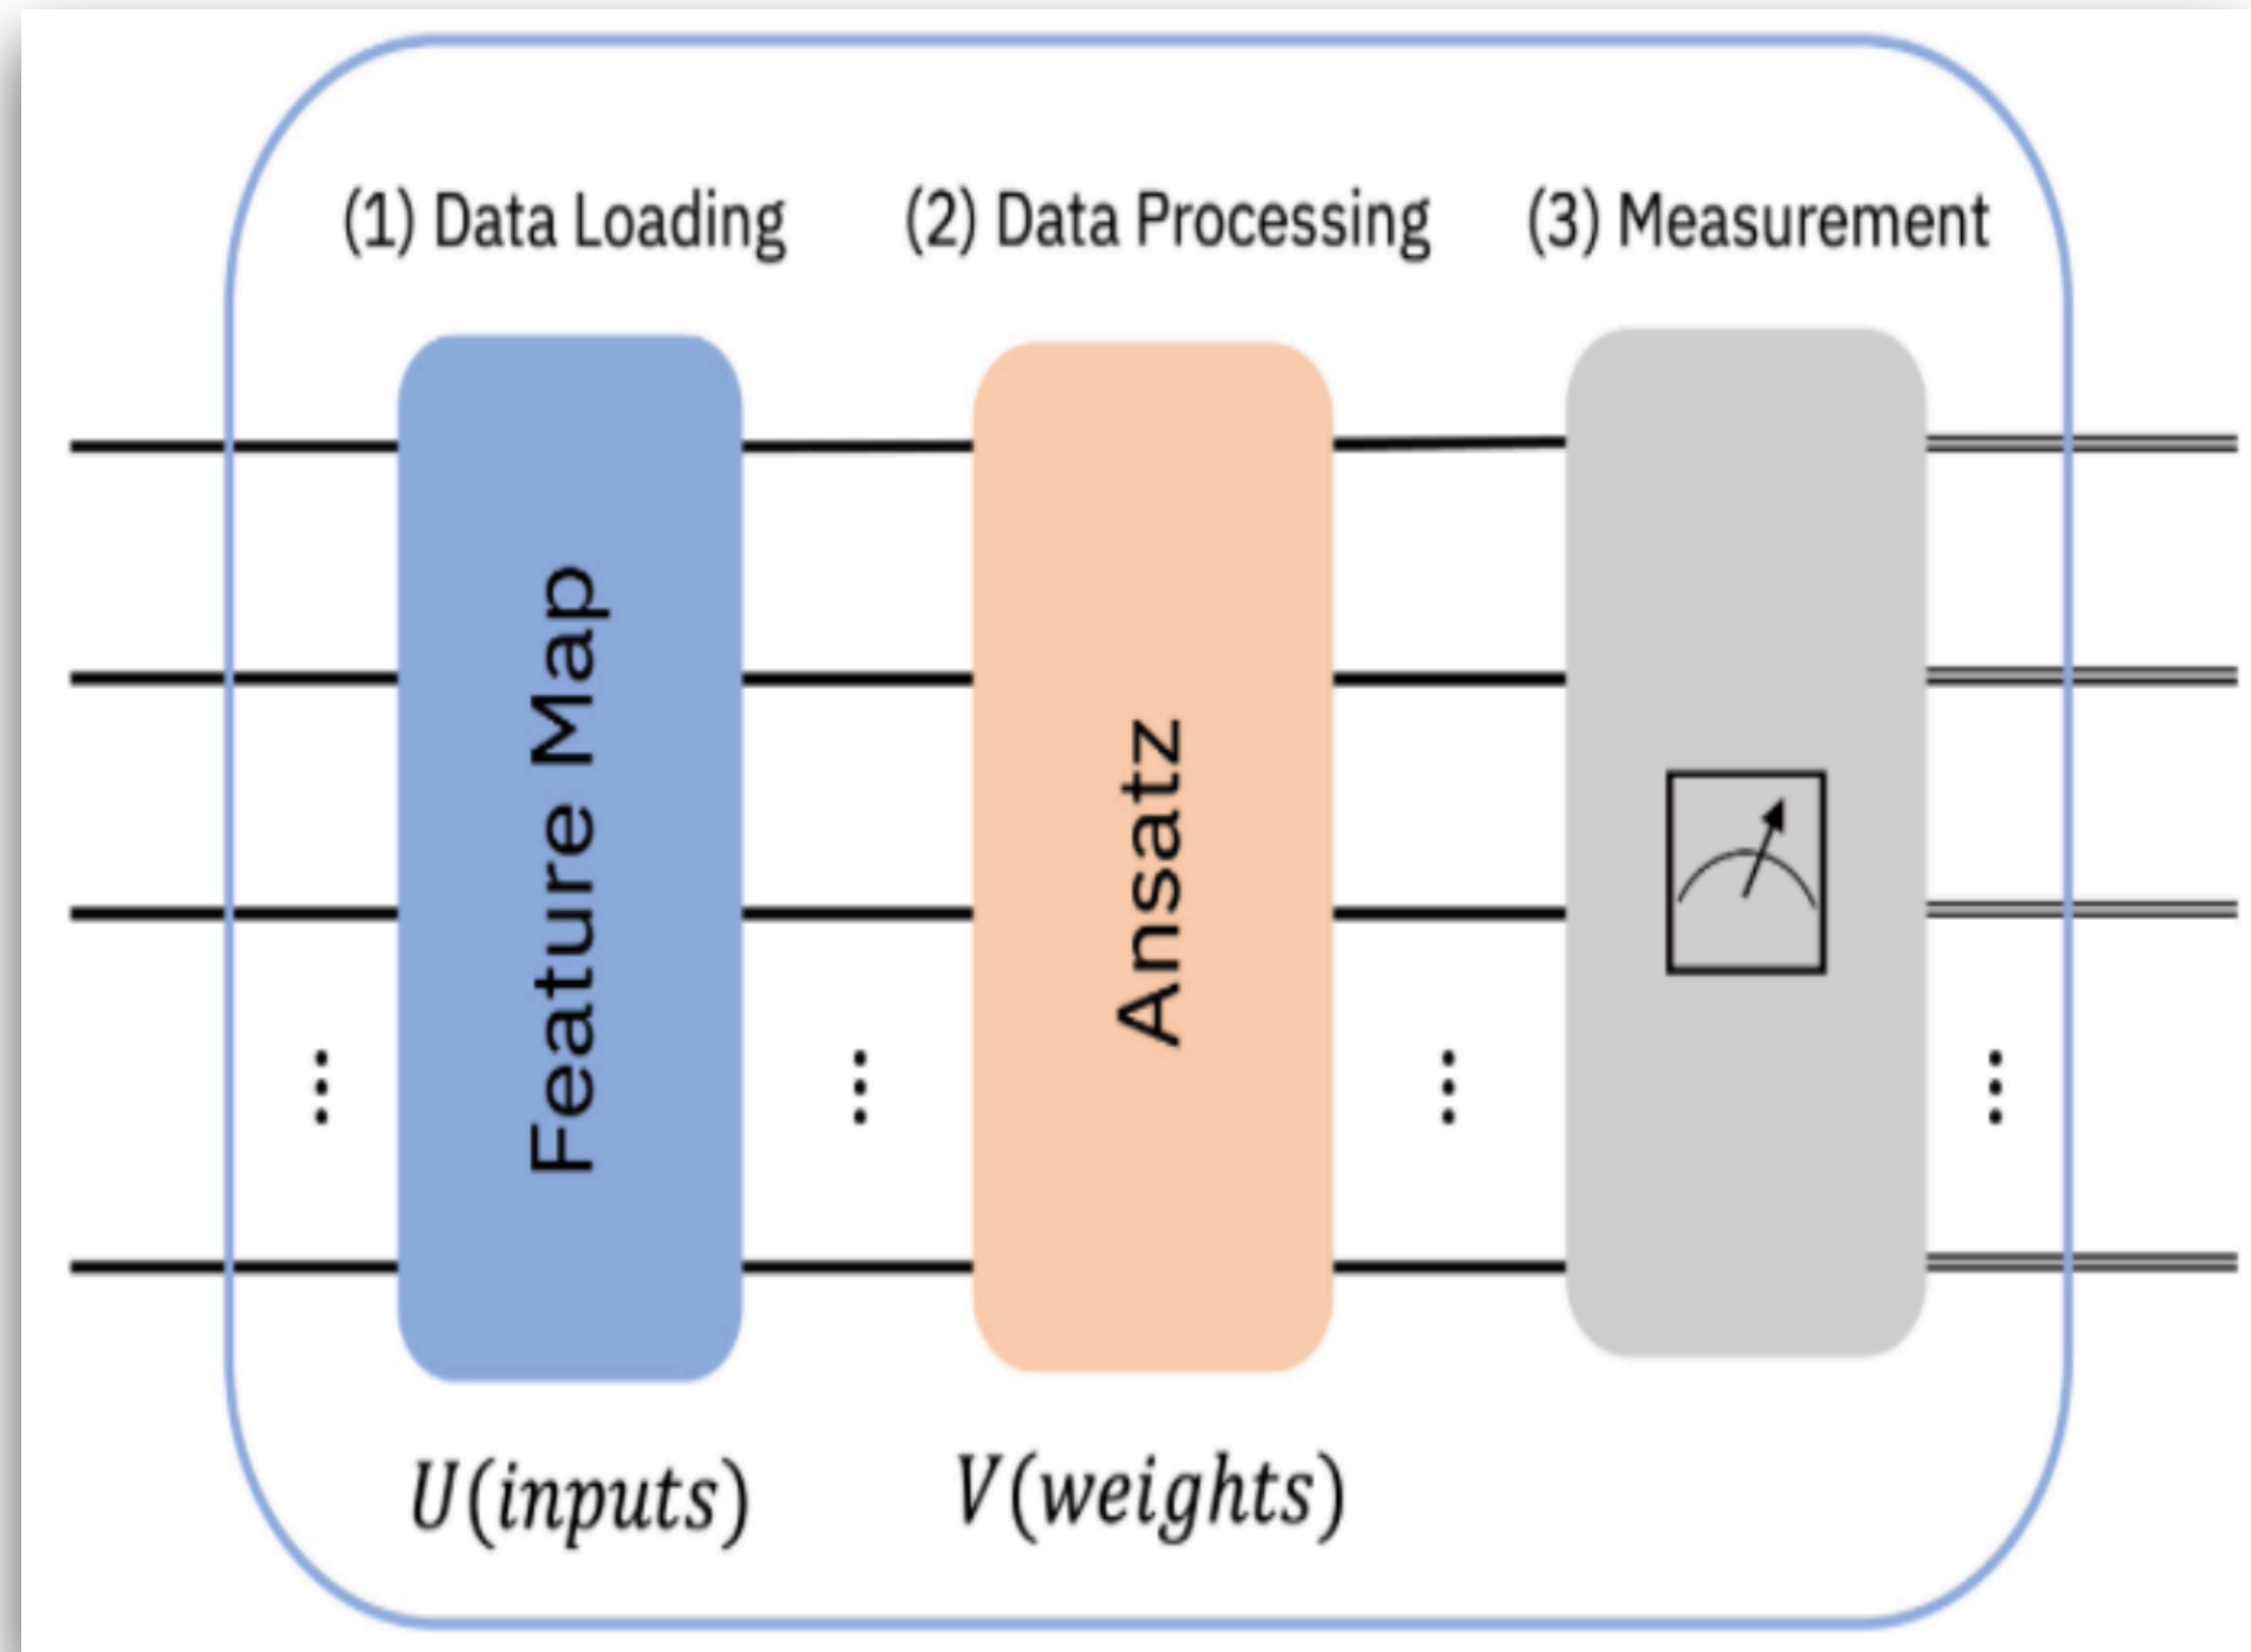 (1) Data Loading
(2) Data Processing
(3) Measurement
Feature Map
Ansatz
U(inputs)
V(weights)